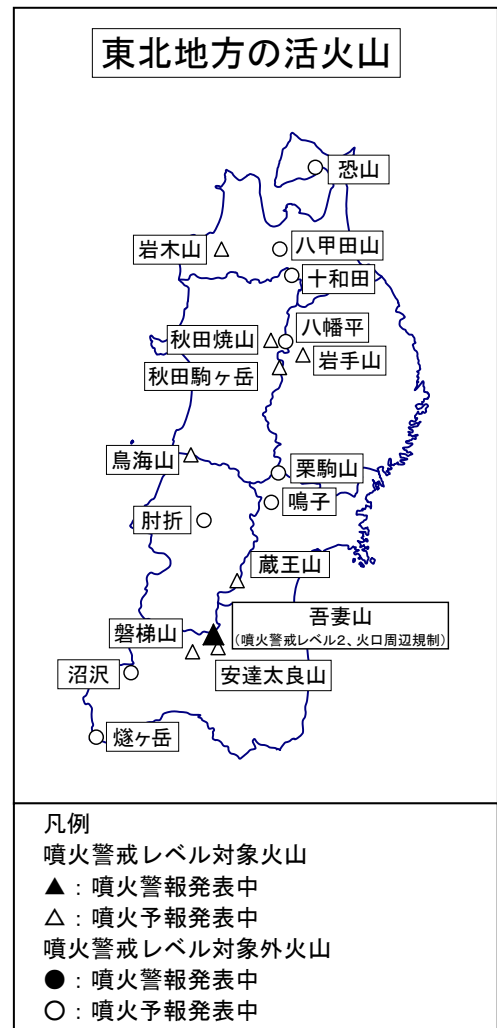 東北地方の活火山
恐山
岩木山
八甲田山
十和田
秋田焼山
八幡平
岩手山
秋田駒ヶ岳
鳥海山
栗駒山
鳴子
肘折
蔵王山
吾妻山
(噴火警戒レベル2、火口周辺規制)
磐梯山
安達太良山
沼沢
燧ヶ岳
凡例
噴火警戒レベル対象火山
▲：噴火警報発表中
△：噴火予報発表中
噴火警戒レベル対象外火山
●：噴火警報発表中
○：噴火予報発表中